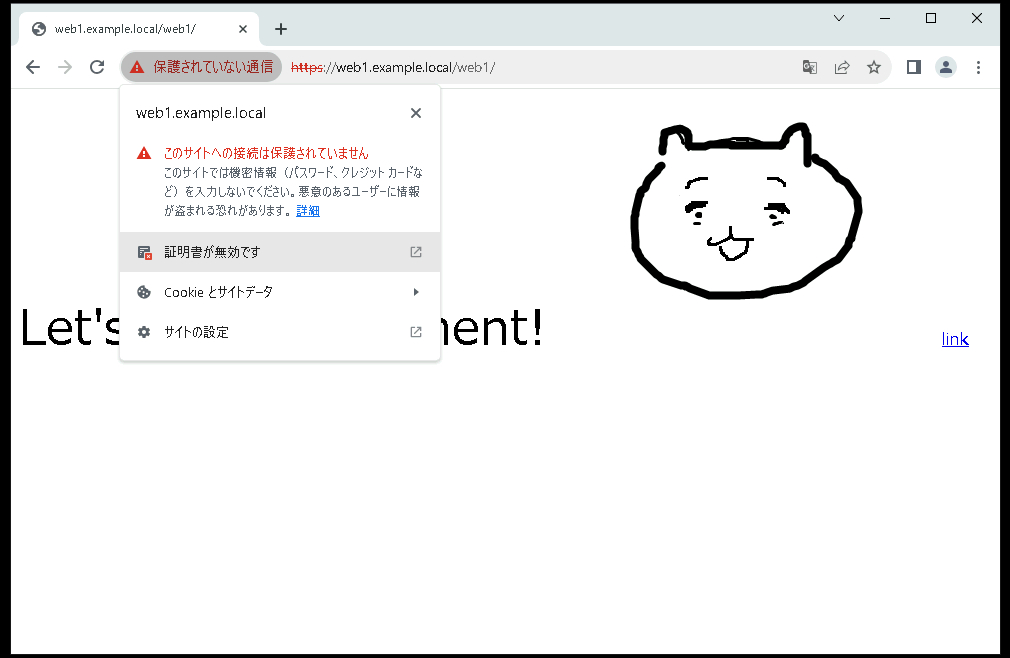 web1.example.local/web1/
保護されていない通信 https://web1.example.local/web1/
web1.example.local
このサイトへの接続は保護されていません
このサイトでは機密情報（パスワード、クレジット カードな
ど）を入力しないでください。悪意のあるユーザーに情報
が盗まれる恐れがあります。 詳細
証明書が無効です
Cookie とサイトデータ
サイトの設定
Let's ment!
link